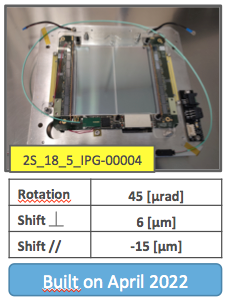 2S_18_5_IPG-00004
Rotation 45 [µrad]
Shift ⊥ 6 [µm]
Shift // -15 [µm]
Built on April 2022